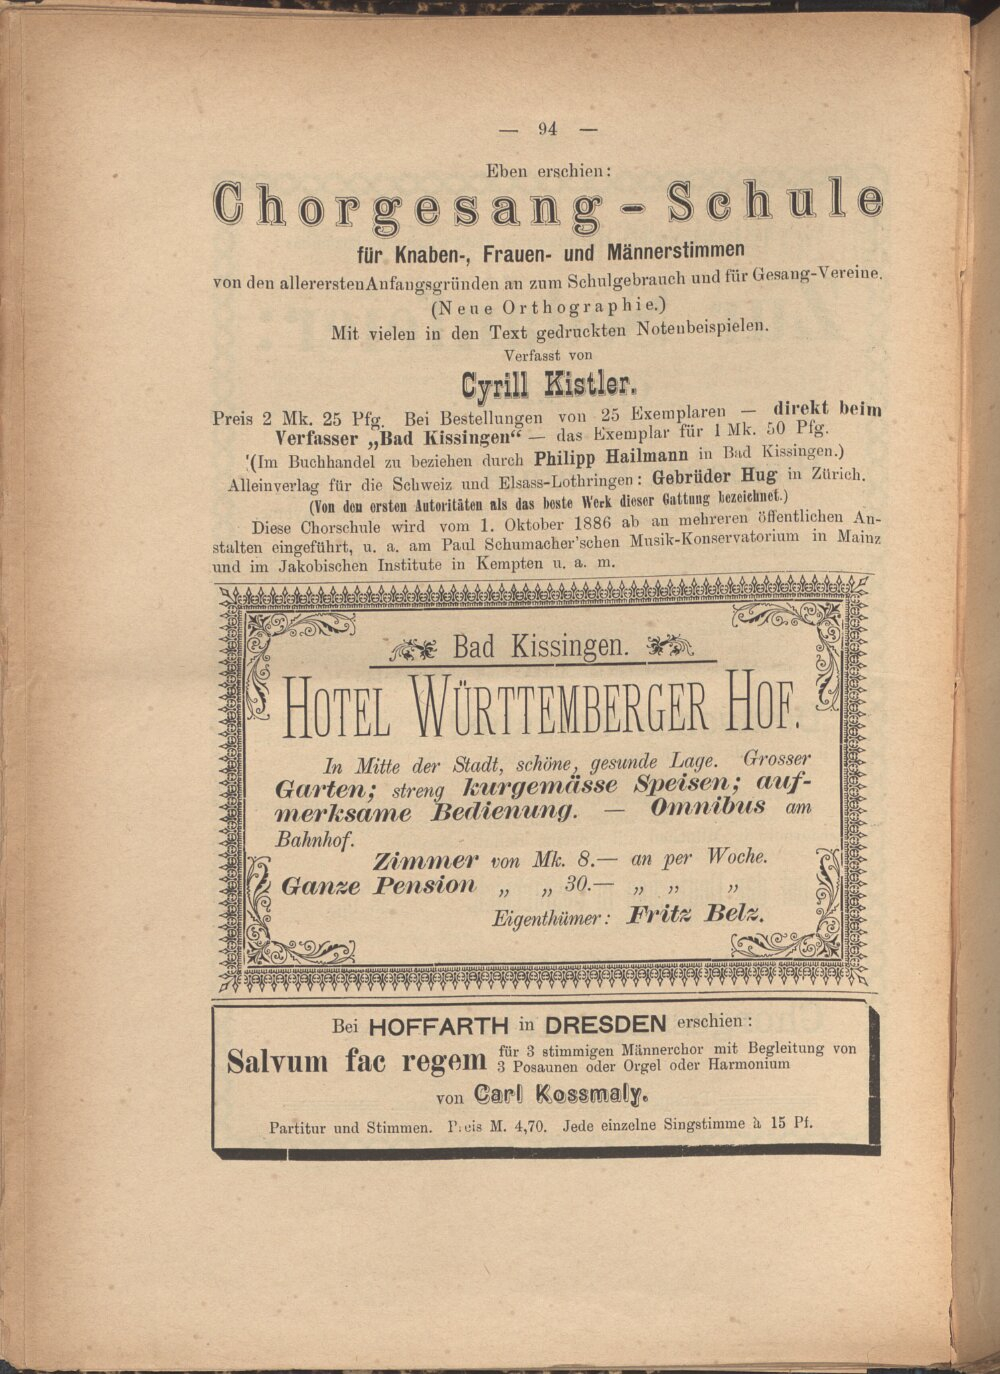 — 94 —
Eben erschien:
Chorgesang-Schule
für Knaben-, Frauen- und Männerstimmen
von den allerersten Anfangsgründen an zum Schulgebrauch und für Gesang-Vereine.
(Neue Orthographie.)
Mit vielen in den Text gedruckten Notenbeispielen.
Verfasst von
Cyrill Kistler.
Preis 2 Mk. 25 Pfg. Bei Bestellungen von 25 Exemplaren — direkt beim
Verfasser „Bad Kissingen“ — das Exemplar für 1 Mk. 50 Pfg.
(Im Buchhandel zu beziehen durch Philipp Hailmann in Bad Kissingen.)
Alleinverlag für die Schweiz und Elsass-Lothringen: Gebrüder Hug in Zürich.
(Von den ersten Autoritäten als das beste Werk dieser Gattung bezeichnet.)
Diese Chorschule wird vom 1. Oktober 1886 ab an mehreren öffentlichen An-
stalten eingeführt, u. a. am Paul Schumacher'schen Musik-Konservatorium in Mainz
und im Jakobischen Institute in Kempten u. a. m.
Bad Kissingen.
HOTEL WÜRTTEMBERGER HOF.
In Mitte der Stadt, schöne, gesunde Lage. Grosser
Garten; streng kurgemässe Speisen; auf-
merksame Bedienung. — Omnibus am
Bahnhof.
Zimmer von Mk. 8.— an per Woche.
Ganze Pension „ „ 30.— „ „ „
Eigenthümer: Fritz Belz.
Bei HOFFARTH in DRESDEN erschien:
Salvum fac regem für 3 stimmigen Männerchor mit Begleitung von
3 Posaunen oder Orgel oder Harmonium
von Carl Kossmaly.
Partitur und Stimmen. Preis M. 4,70. Jede einzelne Singstimme à 15 Pf.